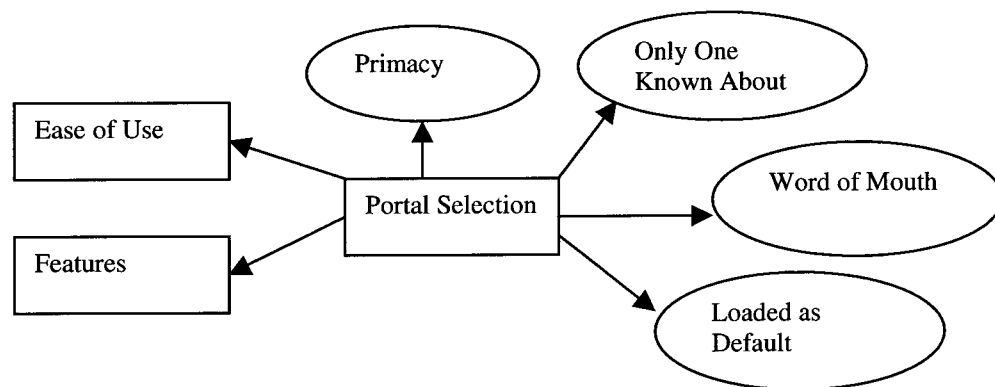 Primacy
Only One
Known About
Ease of Use
Word of Mouth
Portal Selection
Features
Loaded as
Default